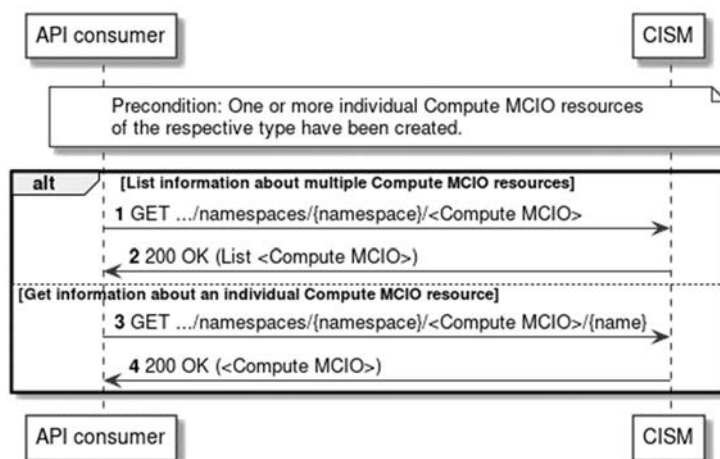 API consumer
CISM
Precondition: One or more individual Compute MCIO resources
of the respective type have been created.
alt
[List information about multiple Compute MCIO resources]
1 GET .../namespaces/{namespace}/<Compute MCIO>
2 200 OK (List <Compute MCIO>)
[Get information about an individual Compute MCIO resource]
3 GET .../namespaces/{namespace}/<Compute MCIO>/{name}
4 200 OK (<Compute MCIO>)
API consumer
CISM